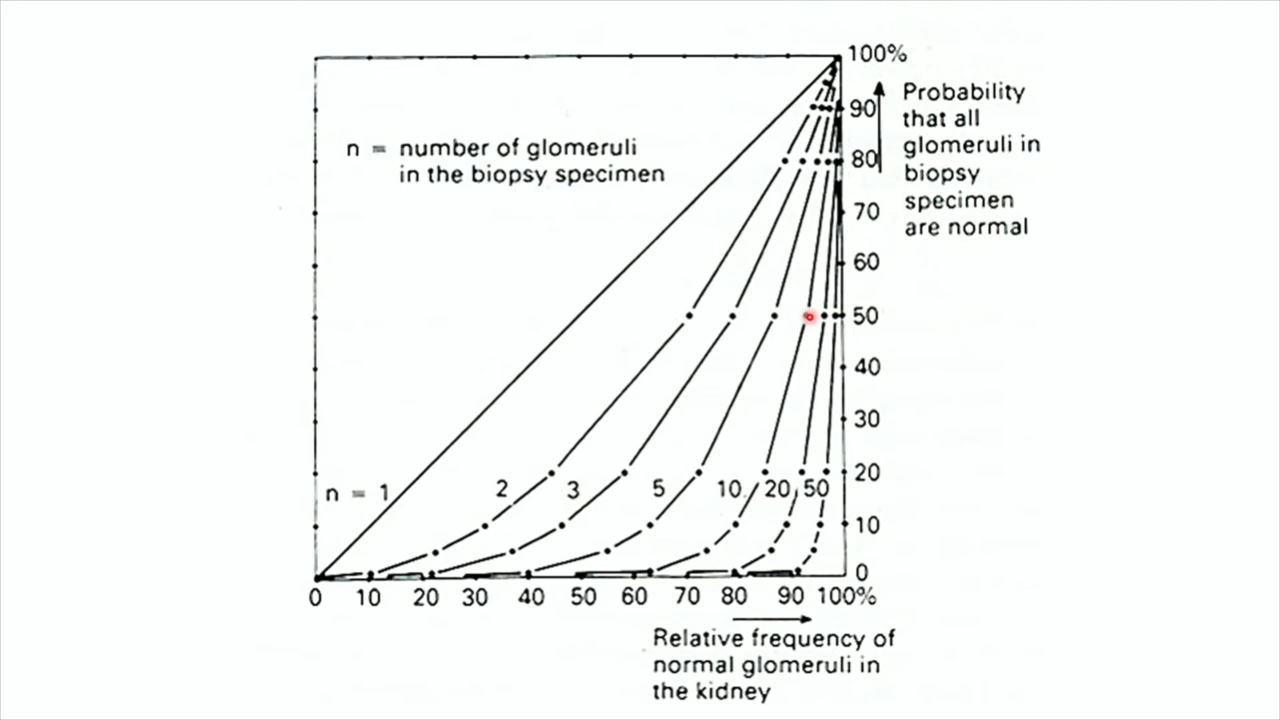 100%
90
80
70
60
50
40
30
20
10
0
Probability
that all
glomeruli in
biopsy
specimen
are normal
n = number of glomeruli
in the biopsy specimen
n = 1
2
3
5
10
20
50
0 10 20 30 40 50 60 70 80 90 100%
Relative frequency of
normal glomeruli in
the kidney